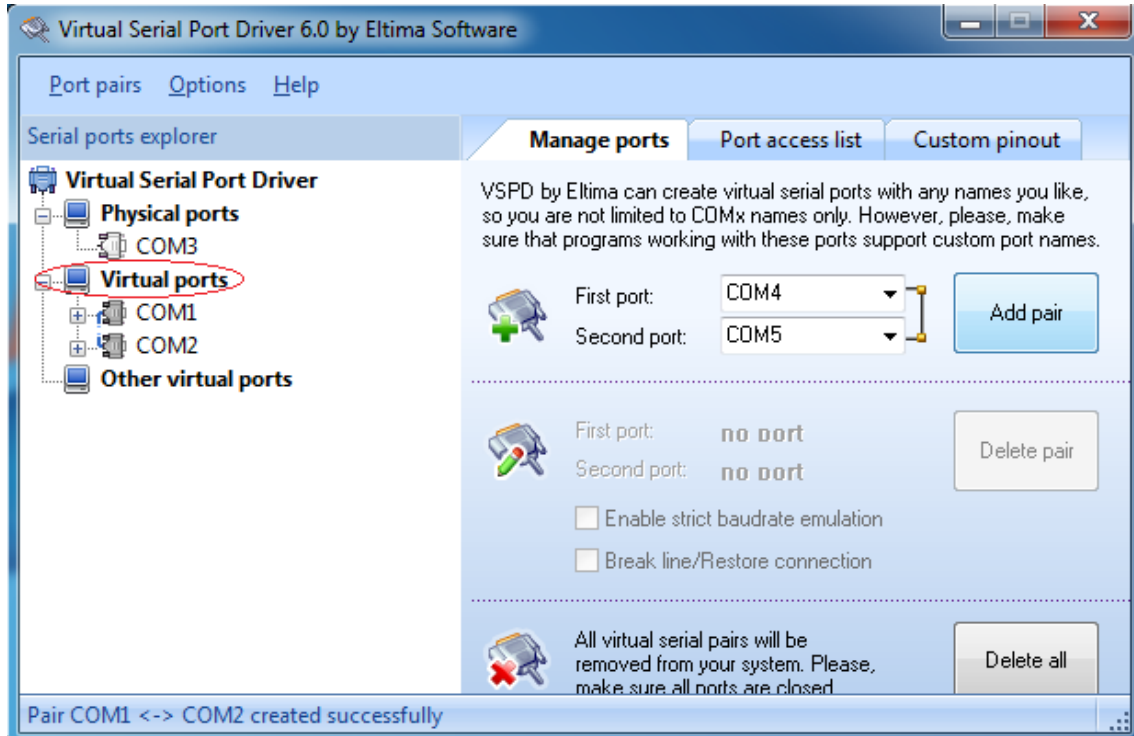 Virtual Serial Port Driver 6.0 by Eltima Software
Port pairs Options Help
Serial ports explorer
Virtual Serial Port Driver
Physical ports
COM3
Virtual ports
COM1
COM2
Other virtual ports
Manage ports Port access list Custom pinout
VSPD by Eltima can create virtual serial ports with any names you like,
so you are not limited to COMx names only. However, please, make
sure that programs working with these ports support custom port names.
First port: COM4
Second port: COM5
Add pair
First port: no port
Second port: no port
Delete pair
Enable strict baudrate emulation
Break line/Restore connection
All virtual serial pairs will be
removed from your system. Please,
make sure all ports are closed
Delete all
Pair COM1 <-> COM2 created successfully